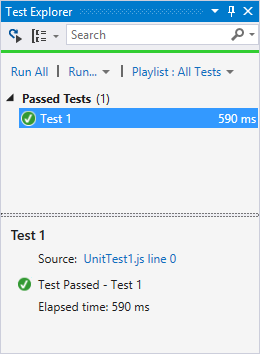 Test Explorer
Search
Run All | Run... | Playlist : All Tests
Passed Tests (1)
Test 1 590 ms
Test 1
Source: UnitTest1.js line 0
Test Passed - Test 1
Elapsed time: 590 ms